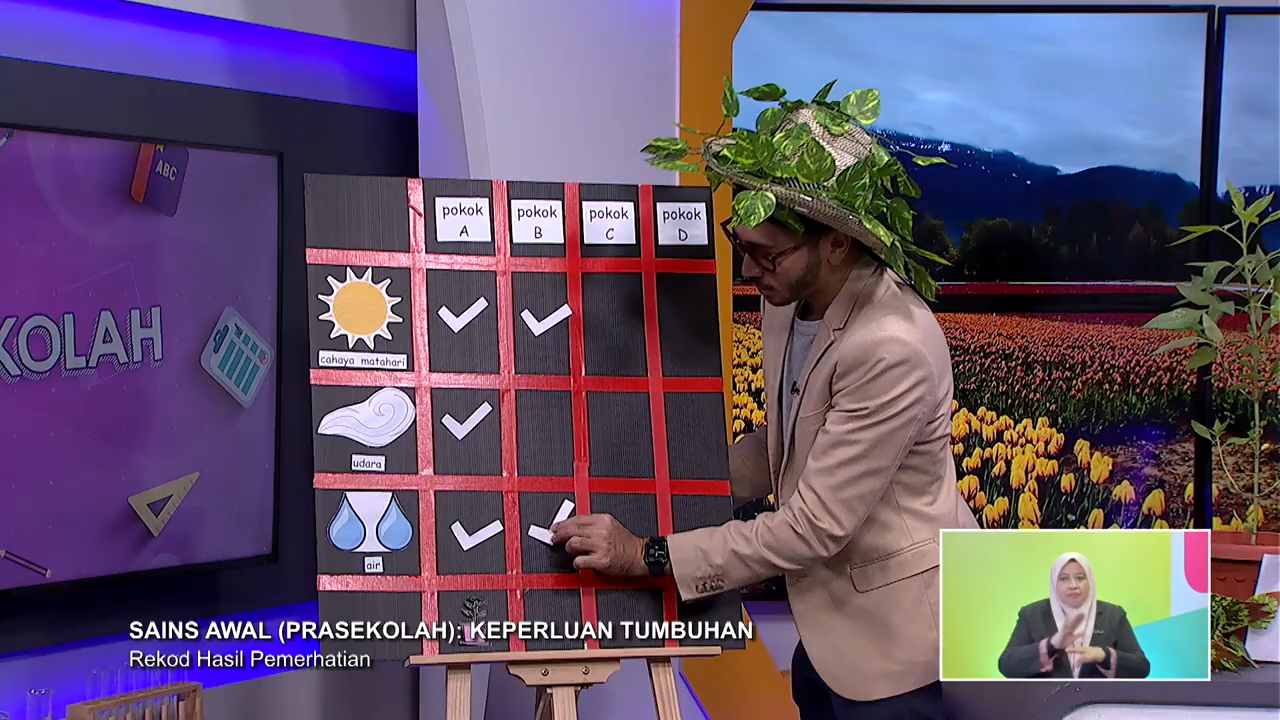 ABC
KOLAH
pokok
A
pokok
B
pokok
C
pokok
D
cahaya matahari
udara
air
SAINS AWAL (PRASEKOLAH): KEPERLUAN TUMBUHAN
Rekod Hasil Pemerhatian